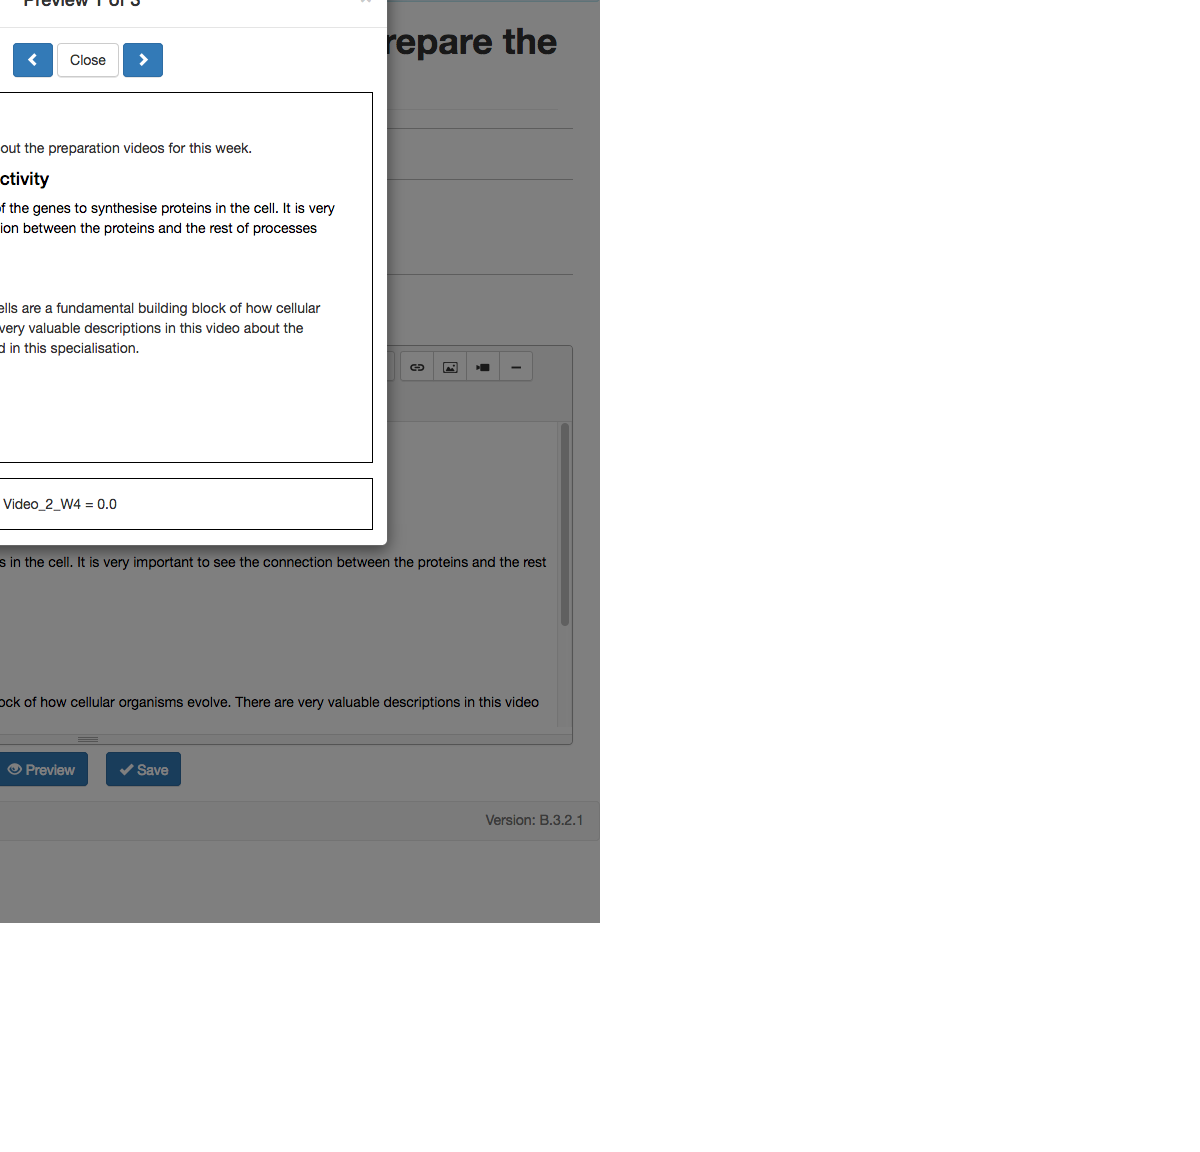 Preview 1 of 3
repare the
Close
out the preparation videos for this week.
ctivity
of the genes to synthesise proteins in the cell. It is very
ion between the proteins and the rest of processes
ells are a fundamental building block of how cellular
very valuable descriptions in this video about the
d in this specialisation.
Video_2_W4 = 0.0
s in the cell. It is very important to see the connection between the proteins and the rest
ock of how cellular organisms evolve. There are very valuable descriptions in this video
Preview
Save
Version: B.3.2.1